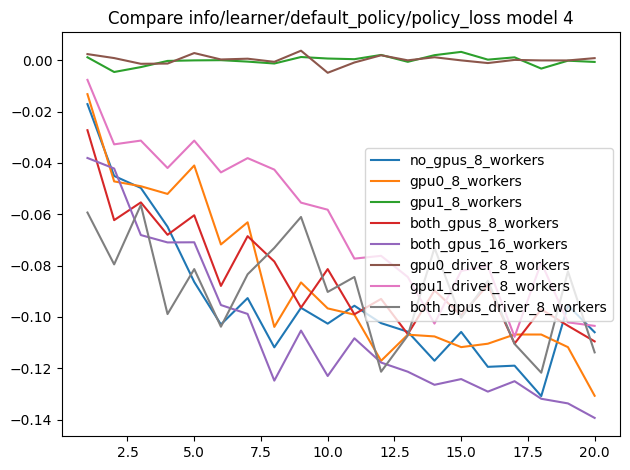 Compare info/learner/default_policy/policy_loss model 4
0.00
−0.02
−0.04
−0.06
−0.08
−0.10
−0.12
−0.14
no_gpus_8_workers
gpu0_8_workers
gpu1_8_workers
both_gpus_8_workers
both_gpus_16_workers
gpu0_driver_8_workers
gpu1_driver_8_workers
both_gpus_driver_8_workers
2.5 5.0 7.5 10.0 12.5 15.0 17.5 20.0